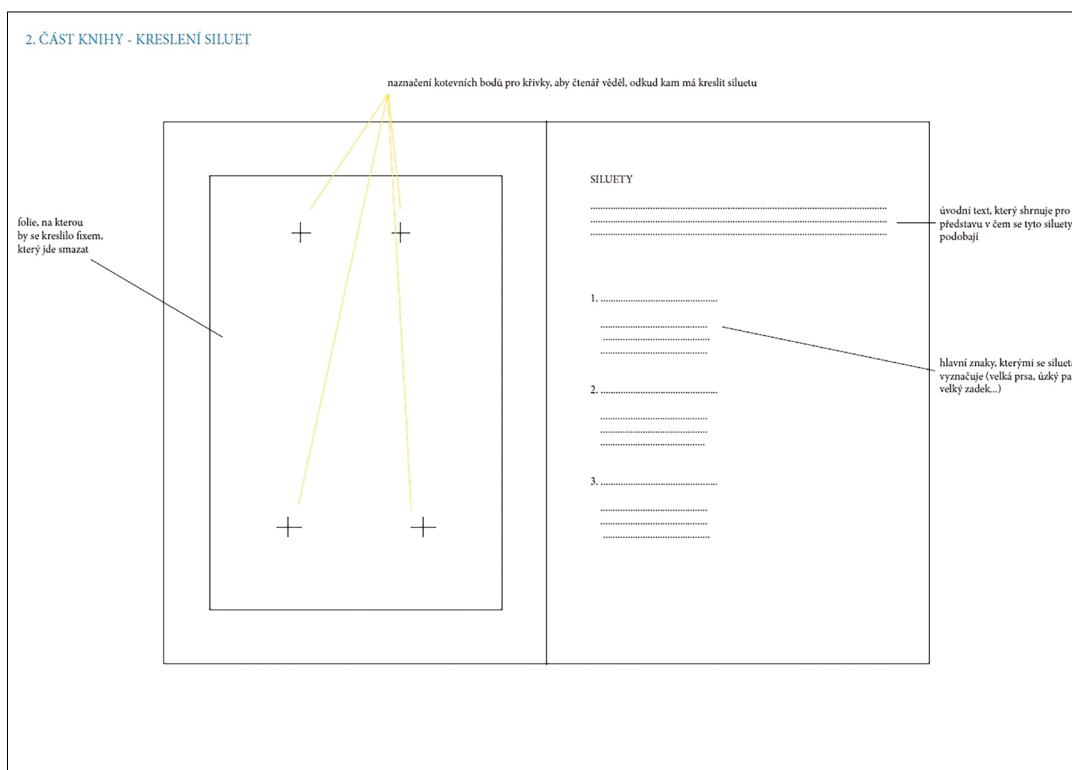 2. ČÁST KNIHY - KRESLENÍ SILUET
naznačení kotevních bodů pro křivky, aby čtenář věděl, odkud kam má kreslit siluetu
folie, na kterou
by se kreslilo fixem,
který jde smazat
SILUETY
úvodní text, který shrnuje pro
představu v čem se tyto siluety
podobají
1.
hlavní znaky, kterými se silueta
vyznačuje (velká prsa, úzký pa
velký zadek...)
2.
3.